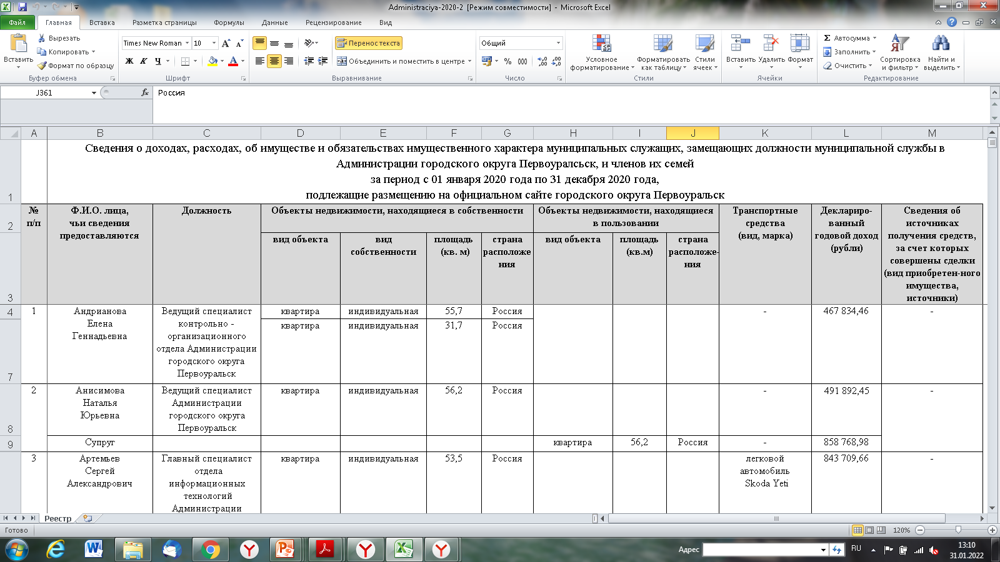 Administraciya-2020-2 [Режим совместимости] - Microsoft Excel
Файл Главная Вставка Разметка страницы Формулы Данные Рецензирование Вид
Вставить
Вырезать
Копировать
Формат по образцу
Буфер обмена
Times New Roman 10
Ж К Ч
Шрифт
Перенос текста
Объединить и поместить в центре
Выравнивание
Общий
% 000
Число
Условное форматирование
Форматировать как таблицу
Стили ячеек
Стили
Вставить Удалить Формат
Ячейки
Σ Автосумма
Заполнить
Очистить
Сортировка и фильтр
Найти и выделить
Редактирование
J361 fx Россия
A B C D E F G H I J K L M
1
Сведения о доходах, расходах, об имуществе и обязательствах имущественного характера муниципальных служащих, замещающих должности муниципальной службы в
Администрации городского округа Первоуралсьск, и членов их семей
за период с 01 января 2020 года по 31 декабря 2020 года,
подлежащие размещению на официальном сайте городского округа Первоуральск
2
№ п/п
Ф.И.О. лица, чьи сведения предоставляются
Должность
Объекты недвижимости, находящиеся в собственности
Объекты недвижимости, находящиеся в пользовании
Транспортные средства (вид, марка)
Деклариро-ванный годовой доход (рубли)
Сведения об источниках получения средств, за счет которых совершены сделки (вид приобретен-ного имущества, источники)
3
вид объекта
вид собственности
площадь (кв. м)
страна расположе ния
вид объекта
площадь (кв.м)
страна расположе-ния
4
1
Андрианова Елена Геннадьевна
Ведущий специалист контрольно - организационного отдела Администрации городского округа Первоуральск
квартира индивидуальная 55,7 Россия - 467 834,46 -
квартира индивидуальная 31,7 Россия
7
8
2
Анисимова Наталья Юрьевна
Ведущий специалист Администрации городского округа Первоуральск
квартира индивидуальная 56,2 Россия - 491 892,45 -
9
Супруг квартира 56,2 Россия - 858 768,98
3
Артемьев Сергей Александрович
Главный специалист отдела информационных технологий Администрации
квартира индивидуальная 53,5 Россия
легковой автомобиль Skoda Yeti
843 709,66 -
Реестр
Готово 120%
Адрес RU 13:10
31.01.2022